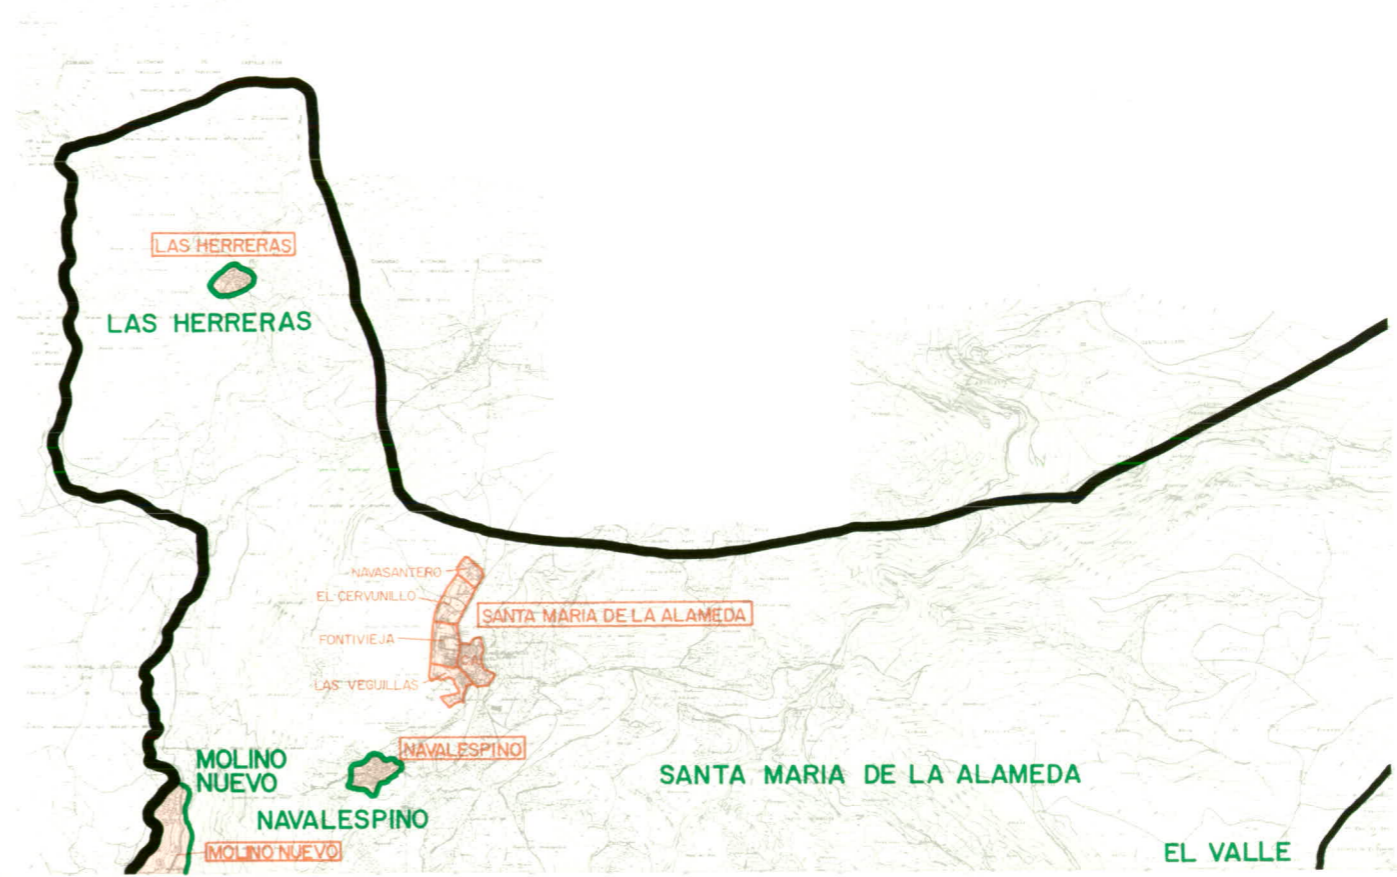 LAS HERRERAS
LAS HERRERAS
NAVASANTERO
EL CERVUNILLO
SANTA MARIA DE LA ALAMEDA
FONTIVIEJA
LAS VEGUILLAS
NAVALESPINO
MOLINO
NUEVO
SANTA MARIA DE LA ALAMEDA
NAVALESPINO
MOLINO NUEVO
EL VALLE